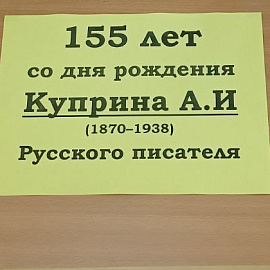 155 лет
со дня рождения
Куприна А.И
(1870–1938)
Русского писателя